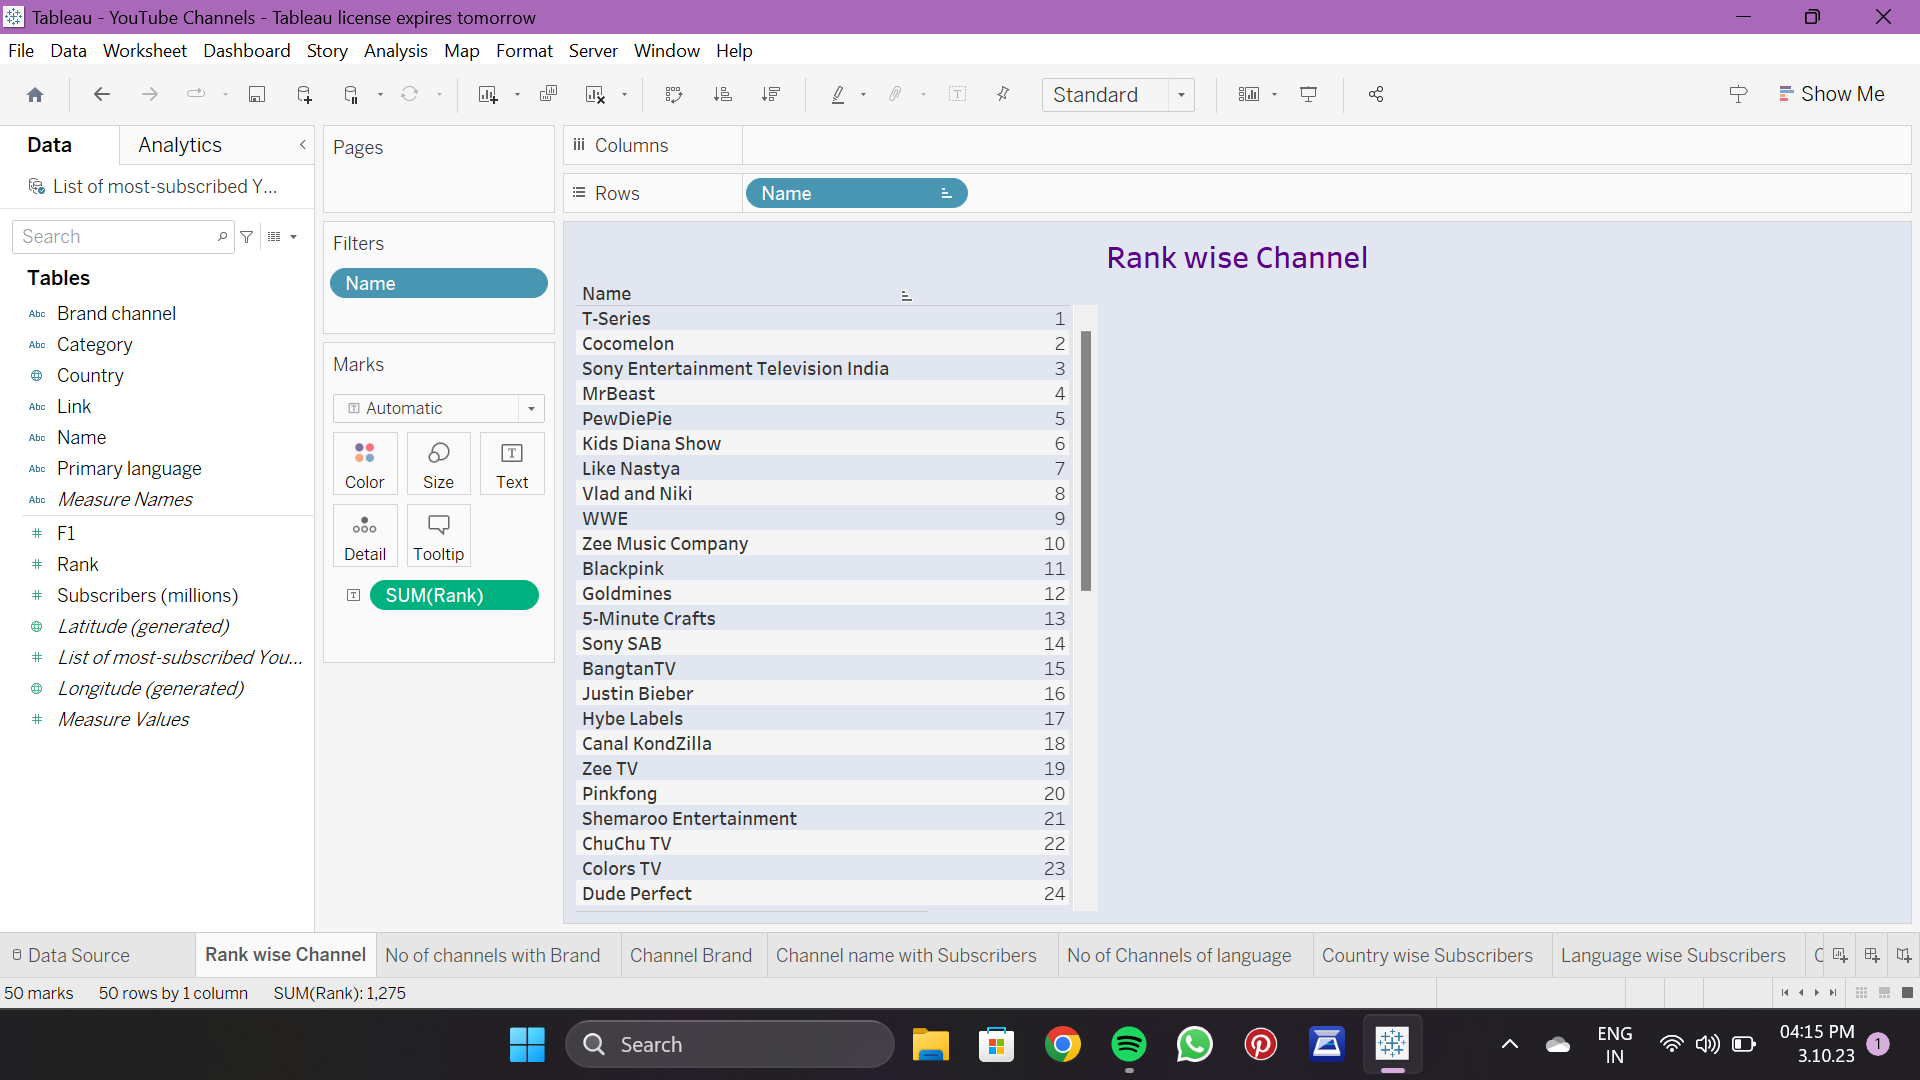 Tableau - YouTube Channels - Tableau license expires tomorrow
File Data Worksheet Dashboard Story Analysis Map Format Server Window Help
Standard
Show Me
Data Analytics
List of most-subscribed Y...
Search
Tables
Abc Brand channel
Abc Category
Country
Abc Link
Abc Name
Abc Primary language
Abc Measure Names
# F1
# Rank
# Subscribers (millions)
Latitude (generated)
# List of most-subscribed You...
Longitude (generated)
# Measure Values
Pages
Filters
Name
Marks
T Automatic
Color Size T Text
Detail Tooltip
T SUM(Rank)
Columns
Rows Name
Rank wise Channel
Name
T-Series 1
Cocomelon 2
Sony Entertainment Television India 3
MrBeast 4
PewDiePie 5
Kids Diana Show 6
Like Nastya 7
Vlad and Niki 8
WWE 9
Zee Music Company 10
Blackpink 11
Goldmines 12
5-Minute Crafts 13
Sony SAB 14
BangtanTV 15
Justin Bieber 16
Hybe Labels 17
Canal KondZilla 18
Zee TV 19
Pinkfong 20
Shemaroo Entertainment 21
ChuChu TV 22
Colors TV 23
Dude Perfect 24
Data Source Rank wise Channel No of channels with Brand Channel Brand Channel name with Subscribers No of Channels of language Country wise Subscribers Language wise Subscribers
50 marks 50 rows by 1 column SUM(Rank): 1,275
Search
ENG
IN
04:15 PM
3.10.23
1